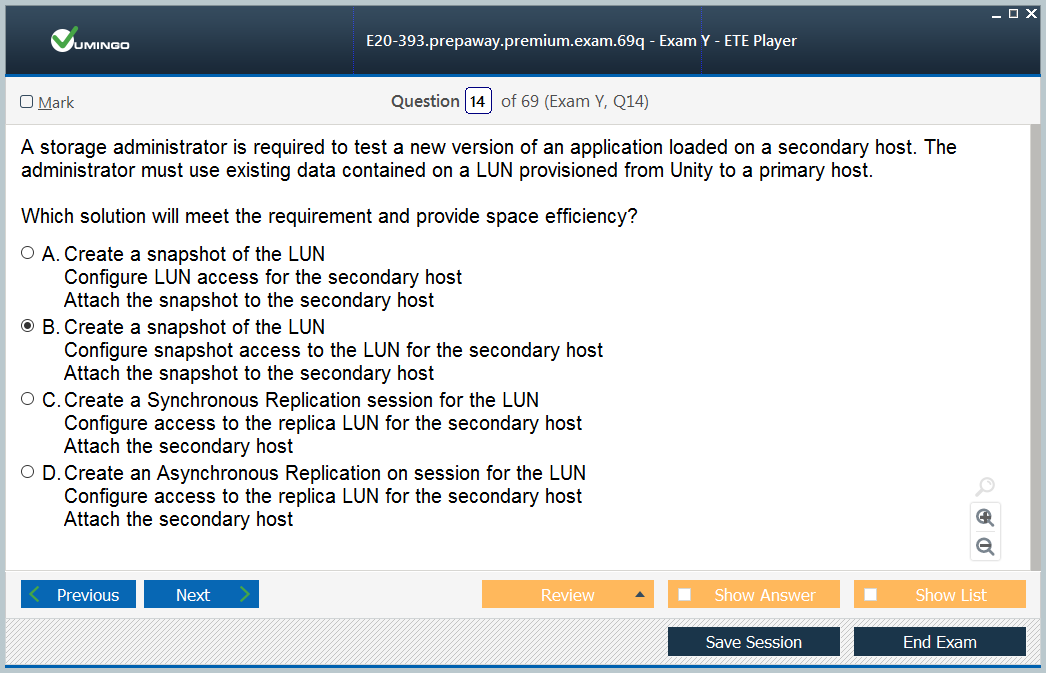 VUMINGO
E20-393.prepaway.premium.exam.69q - Exam Y - ETE Player
Mark
Question 14 of 69 (Exam Y, Q14)
A storage administrator is required to test a new version of an application loaded on a secondary host. The
administrator must use existing data contained on a LUN provisioned from Unity to a primary host.
Which solution will meet the requirement and provide space efficiency?
A. Create a snapshot of the LUN
Configure LUN access for the secondary host
Attach the snapshot to the secondary host
B. Create a snapshot of the LUN
Configure snapshot access to the LUN for the secondary host
Attach the snapshot to the secondary host
C. Create a Synchronous Replication session for the LUN
Configure access to the replica LUN for the secondary host
Attach the secondary host
D. Create an Asynchronous Replication on session for the LUN
Configure access to the replica LUN for the secondary host
Attach the secondary host
Previous
Next
Review
Show Answer
Show List
Save Session
End Exam